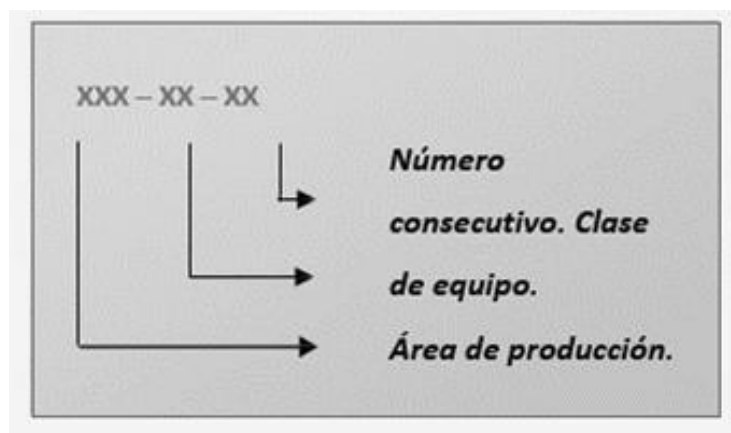 XXX – XX – XX
Número
consecutivo. Clase
de equipo.
Área de producción.